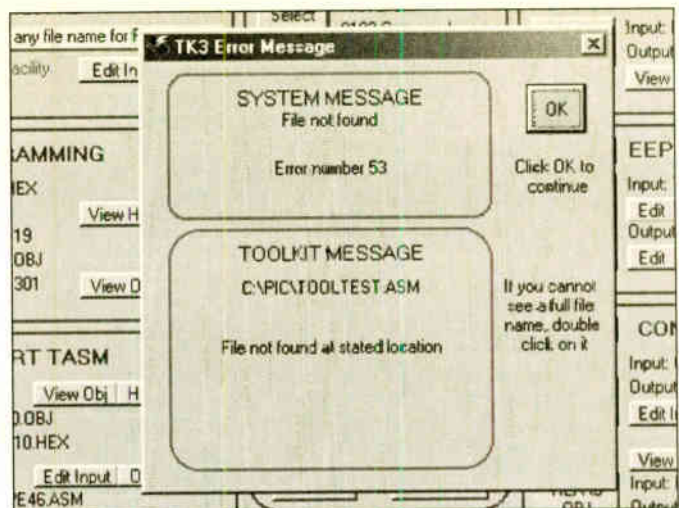 Select
any file name for
acility
Edit In
TK3 Error Message
Input:
Output
View
SYSTEM MESSAGE
File not found
Error number 53
OK
Click OK to
continue
AMMING
HEX
View H
19
OBJ
301
View O
EEP
Input:
Edit
Output
Edit
TOOLKIT MESSAGE
C:\PIC\TOOLTEST.ASM
File not found at stated location
If you cannot
see a full file
name, double
click on it
RT TASM
View Obj
H
0.OBJ
10.HEX
Edit Input
E46.ASM
CON
Input:
Output
Edit I
View
Input:
Output
OBJ